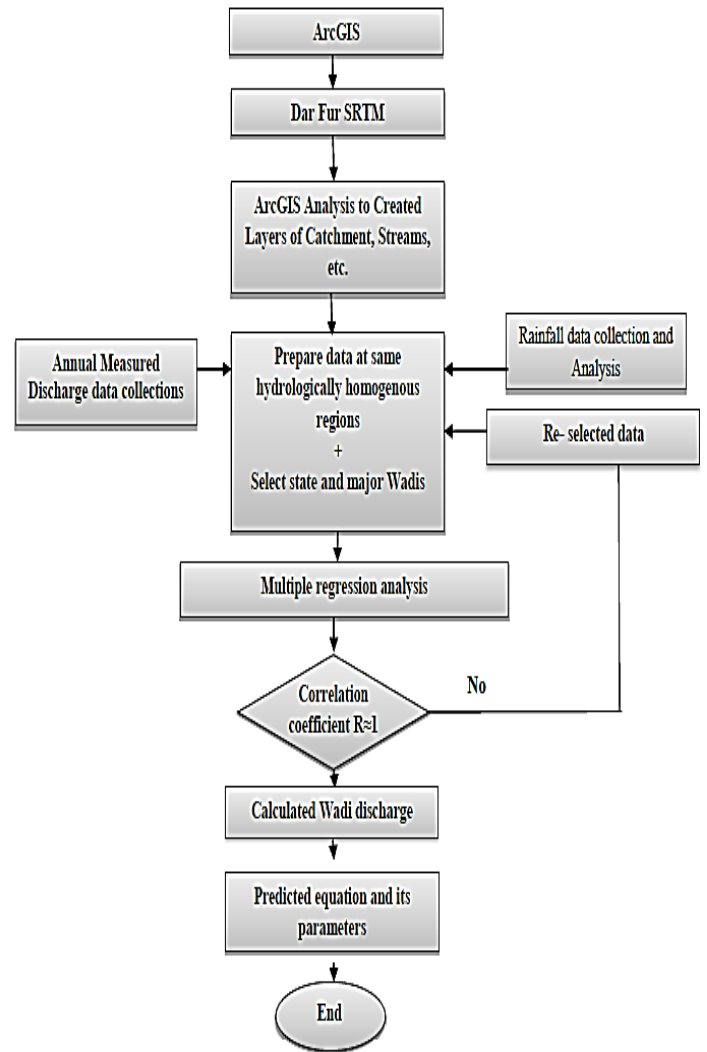 ArcGIS
Dar Fur SRTM
ArcGIS Analysis to Created
Layers of Catchment, Streams,
etc.
Annual Measured
Discharge data collections
Prepare data at same
hydrologically homogenous
regions
+
Select state and major Wadis
Rainfall data collection and
Analysis
Re- selected data
Multiple regression analysis
Correlation
coefficient R≈1
No
Calculated Wadi discharge
Predicted equation and its
parameters
End